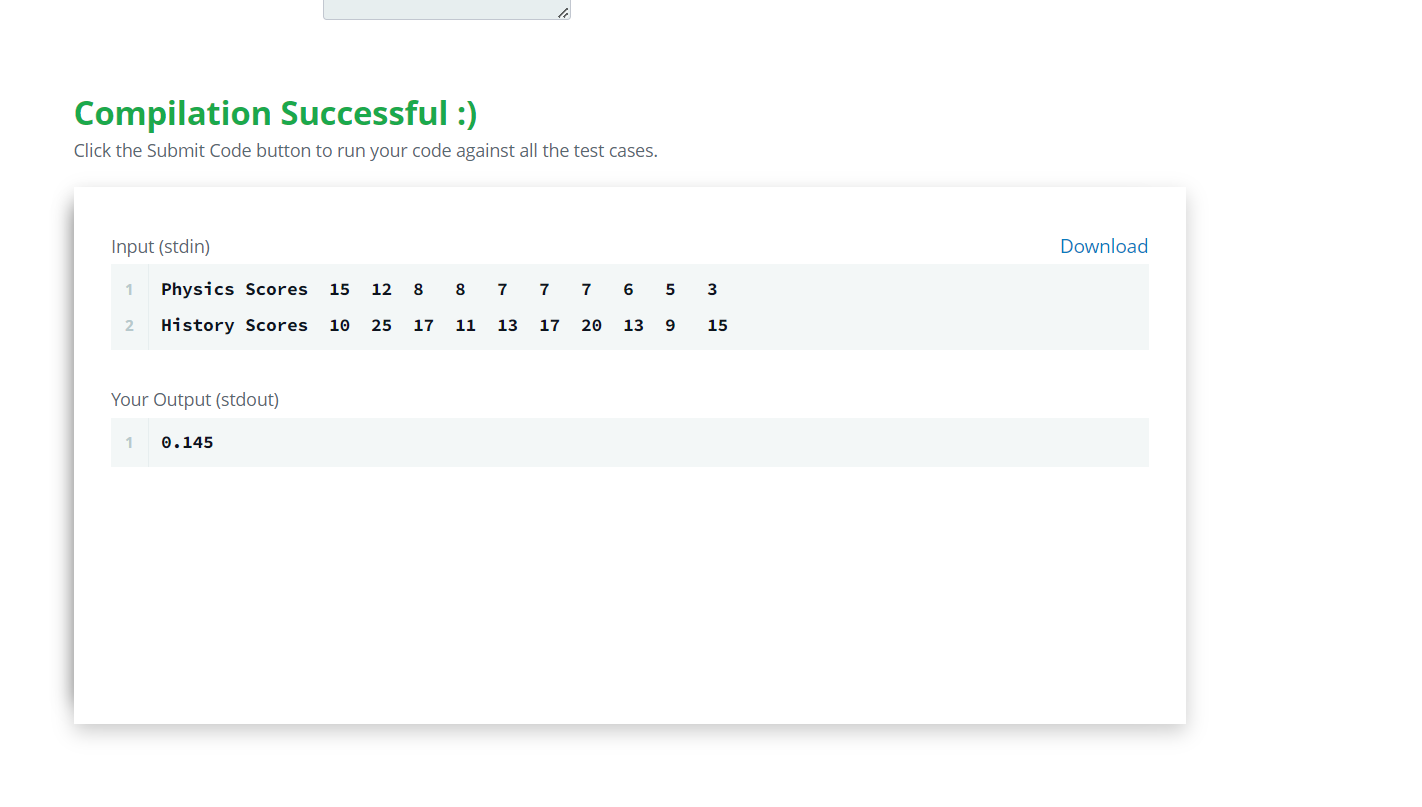 Compilation Successful :)
Click the Submit Code button to run your code against all the test cases.
Input (stdin)
Download
1 Physics Scores  15  12  8   8   7   7   7   6   5   3
2 History Scores  10  25  17  11  13  17  20  13  9   15
Your Output (stdout)
1 0.145